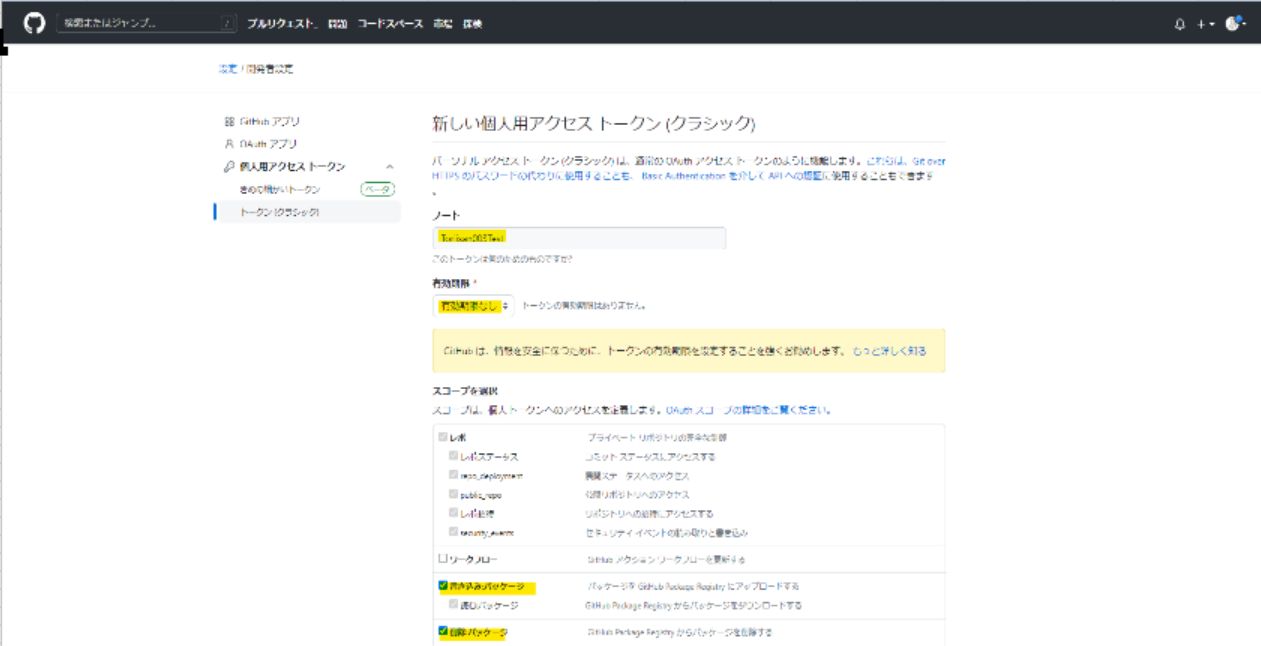 検索またはジャンプ... /
プルリクエスト_ 問題 コードスペース 市場 探検
設定 / 開発者設定
GitHub アプリ
OAuth アプリ
個人用アクセス トークン
きめの細かいトークン ベータ
トークン (クラシック)
新しい個人用アクセス トークン (クラシック)
パーソナル アクセス トークン (クラシック) は、通常の OAuth アクセス トークンのように機能します。これらは、Git over
HTTPS のパスワードの代わりに使用することも、 Basic Authentication を介して API への認証に使用することもできます
。
ノート
このトークンは何のためのものですか?
有効期限 *
有効期限なし トークンの有効期限はありません。
GitHub は、情報を安全に保つために、トークンの有効期限を設定することを強くお勧めします。 もっと詳しく知る
スコープを選択
スコープは、個人トークンへのアクセスを定義します。OAuth スコープの詳細をご覧ください。
レポ プライベート リポジトリの完全な制御
レポステータス コミット ステータスにアクセスする
repo_deployment 展開ステータスへのアクセス
public_repo 公開リポジトリへのアクセス
レポ招待 リポジトリへの招待にアクセスする
security_events セキュリティ イベントの読み取りと書き込み
ワークフロー GitHub アクション ワークフローを更新する
書き込みパッケージ パッケージを GitHub Package Registry にアップロードする
読むパッケージ GitHub Package Registry からパッケージをダウンロードする
削除:パッケージ GitHub Package Registry からパッケージを削除する